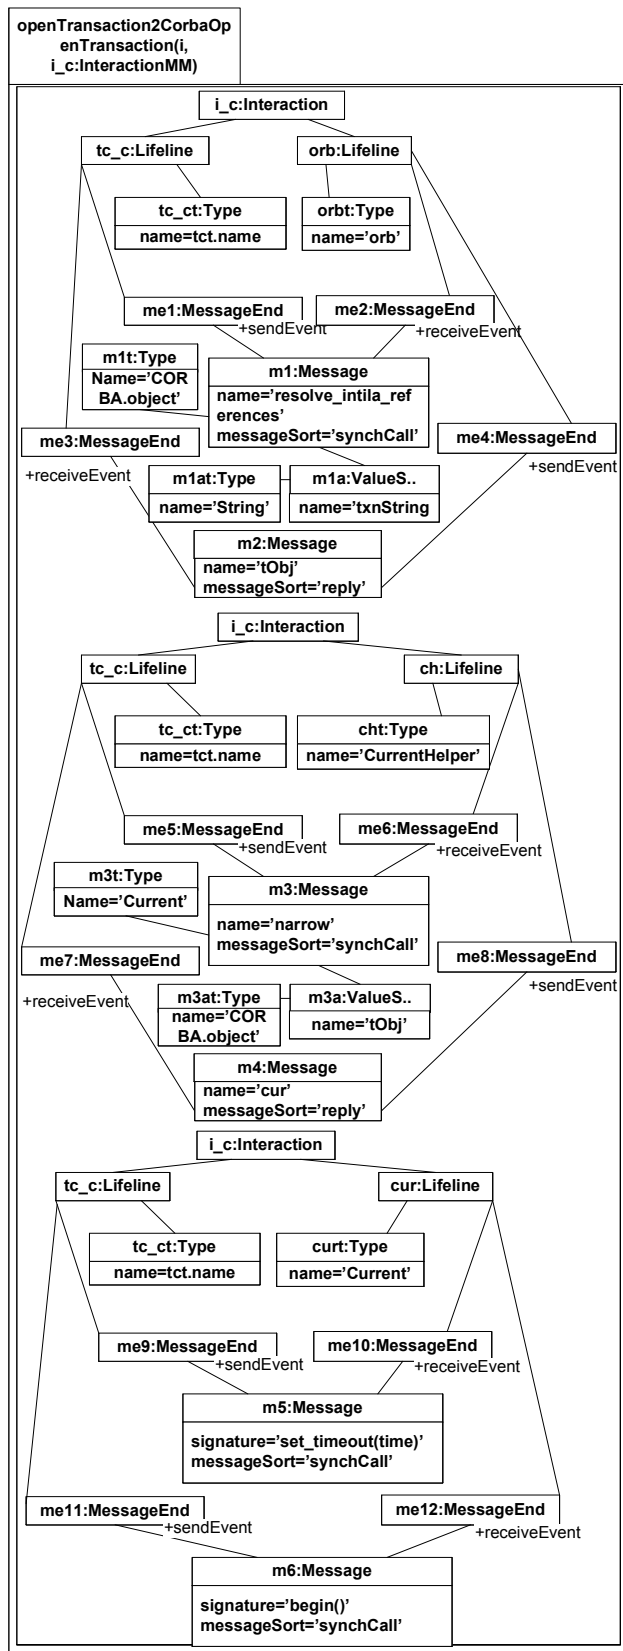 openTransaction2CorbaOp
enTransaction(i,
i_c:InteractionMM)
i_c:Interaction
tc_c:Lifeline
orb:Lifeline
tc_ct:Type
name=tct.name
orbt:Type
name='orb'
me1:MessageEnd
+sendEvent
me2:MessageEnd
+receiveEvent
m1t:Type
Name='COR
BA.object'
m1:Message
name='resolve_intila_ref
erences'
messageSort='synchCall'
me3:MessageEnd
+receiveEvent
me4:MessageEnd
+sendEvent
m1at:Type
name='String'
m1a:ValueS..
name='txnString
m2:Message
name='tObj'
messageSort='reply'
i_c:Interaction
tc_c:Lifeline
ch:Lifeline
tc_ct:Type
name=tct.name
cht:Type
name='CurrentHelper'
me5:MessageEnd
+sendEvent
me6:MessageEnd
+receiveEvent
m3t:Type
Name='Current'
m3:Message
name='narrow'
messageSort='synchCall'
me7:MessageEnd
+receiveEvent
me8:MessageEnd
+sendEvent
m3at:Type
name='COR
BA.object'
m3a:ValueS..
name='tObj'
m4:Message
name='cur'
messageSort='reply'
i_c:Interaction
tc_c:Lifeline
cur:Lifeline
tc_ct:Type
name=tct.name
curt:Type
name='Current'
me9:MessageEnd
+sendEvent
me10:MessageEnd
+receiveEvent
m5:Message
signature='set_timeout(time)'
messageSort='synchCall'
me11:MessageEnd
+sendEvent
me12:MessageEnd
+receiveEvent
m6:Message
signature='begin()'
messageSort='synchCall'